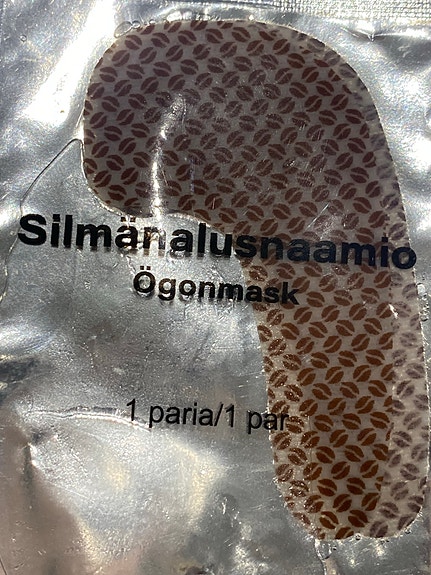 Silmänalusnaamio
Ögonmask
1 paria/1 par